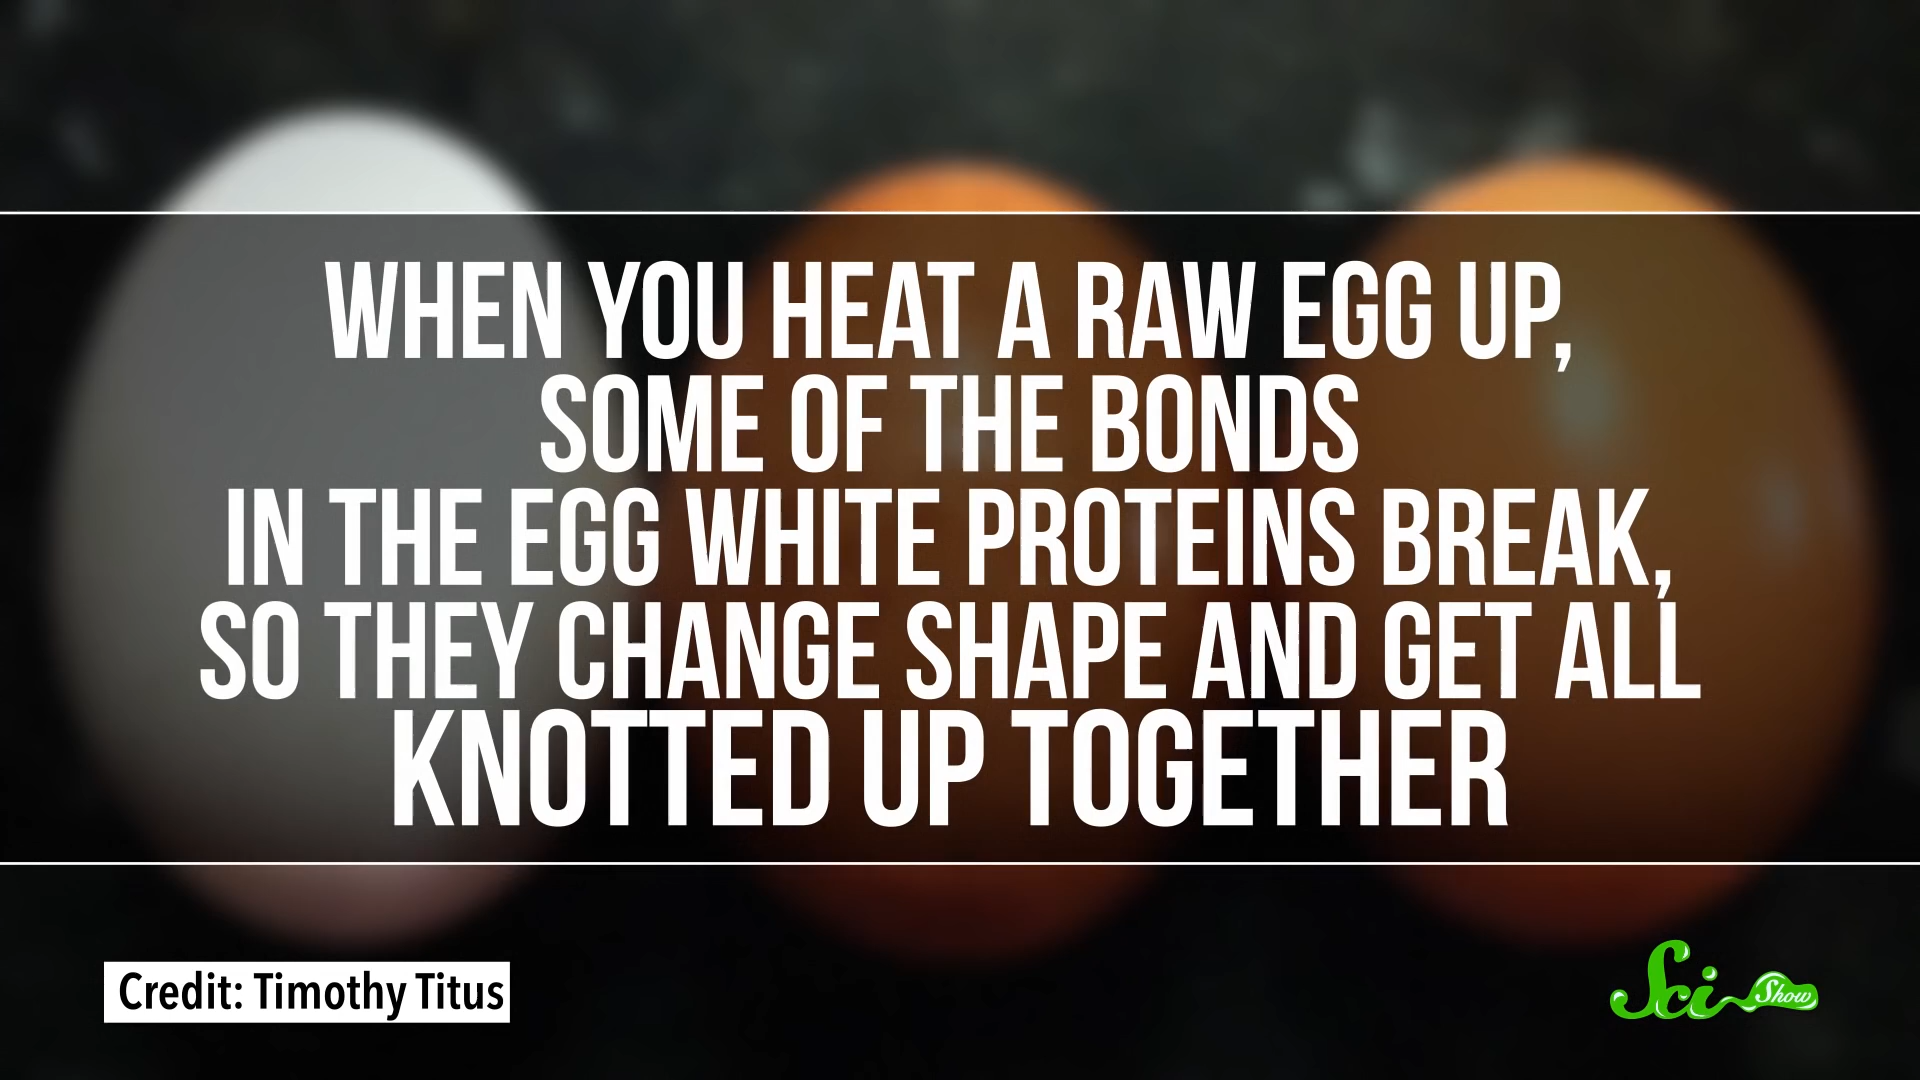 WHEN YOU HEAT A RAW EGG UP,
SOME OF THE BONDS
IN THE EGG WHITE PROTEINS BREAK,
SO THEY CHANGE SHAPE AND GET ALL
KNOTTED UP TOGETHER
Credit: Timothy Titus
Sci Show